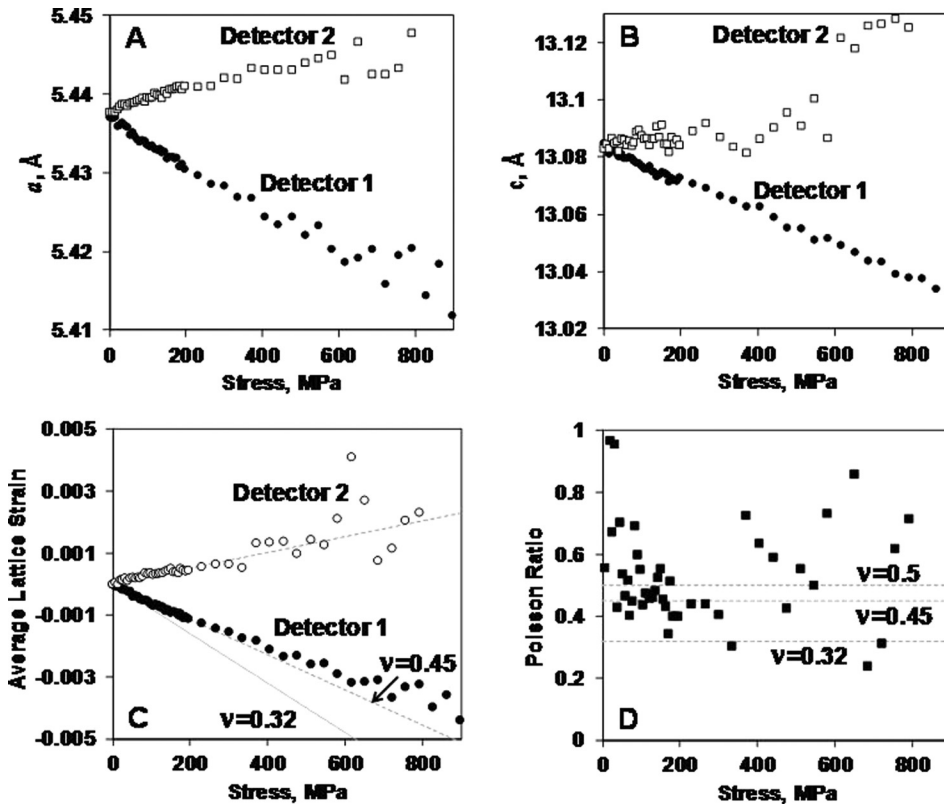 A
Detector 2
Detector 1
a, Å
5.45
5.44
5.43
5.42
5.41
0 200 400 600 800
Stress, MPa
B
Detector 2
Detector 1
c, Å
13.12
13.1
13.08
13.06
13.04
13.02
0 200 400 600 800
Stress, MPa
Average Lattice Strain
0.005
0.003
0.001
-0.001
-0.003
-0.005
Detector 2
Detector 1
ν=0.45
ν=0.32
C
0 200 400 600 800
Stress, MPa
Poisson Ratio
1
0.8
0.6
0.4
0.2
0
ν=0.5
ν=0.45
ν=0.32
D
0 200 400 600 800
Stress, MPa